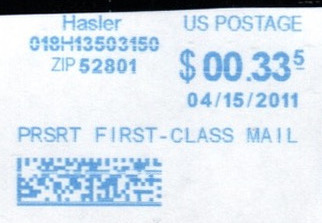 Hasler
018H13503150
ZIP 52801
US POSTAGE
$00.33⁵
04/15/2011
PRSRT FIRST-CLASS MAIL